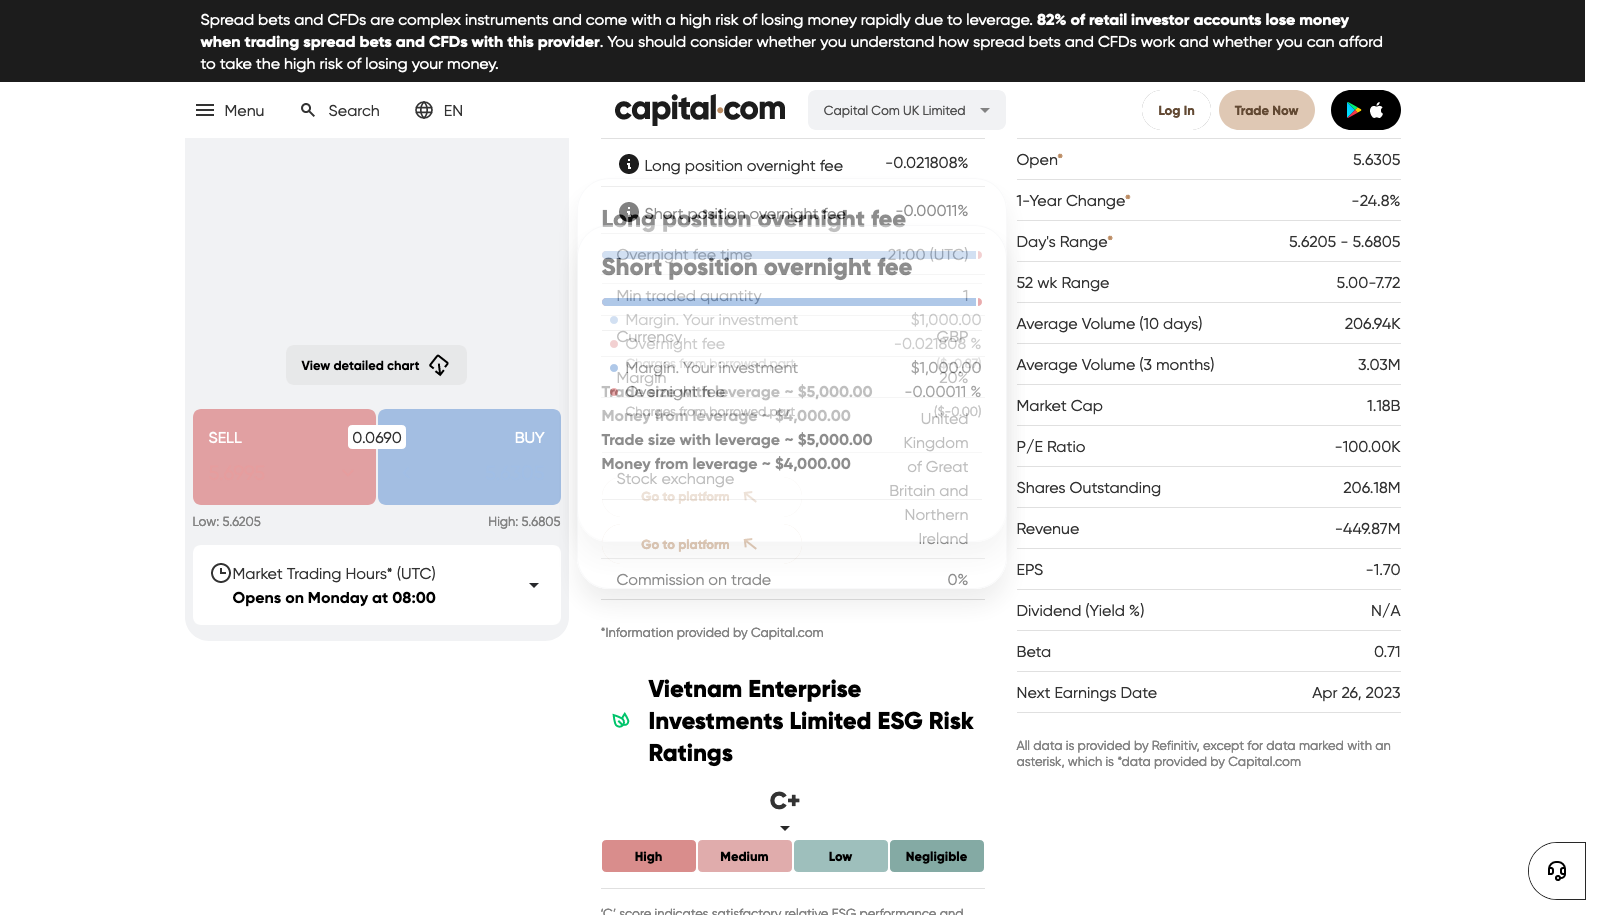 Spread bets and CFDs are complex instruments and come with a high risk of losing money rapidly due to leverage. 82% of retail investor accounts lose money
when trading spread bets and CFDs with this provider. You should consider whether you understand how spread bets and CFDs work and whether you can afford
to take the high risk of losing your money.
Menu
Search
EN
capital.com
Capital Com UK Limited
Log In
Trade Now
View detailed chart
SELL
0.0690
BUY
Low: 5.6205
High: 5.6805
Market Trading Hours* (UTC)
Opens on Monday at 08:00
Long position overnight fee -0.021808%
Short position overnight fee -0.00011%
Long position overnight fee
Overnight fee time 21:00 (UTC)
Short position overnight fee
Min traded quantity 1
Margin. Your investment $1,000.00
Currency GBP
Overnight fee -0.021808 %
Charges from borrowed part
Margin. Your investment $1,000.00
Margin 20%
Trade size with leverage ~ $5,000.00
Overnight fee -0.00011 %
Charges from borrowed part ($-0.00)
Money from leverage ~ $4,000.00
United
Trade size with leverage ~ $5,000.00
Kingdom
Money from leverage ~ $4,000.00
of Great
Stock exchange
Britain and
Go to platform
Northern
Ireland
Go to platform
Commission on trade 0%
*Information provided by Capital.com
Vietnam Enterprise
Investments Limited ESG Risk
Ratings
C+
High
Medium
Low
Negligible
'C' score indicates satisfactory relative ESG performance and
Open* 5.6305
1-Year Change* -24.8%
Day's Range* 5.6205 - 5.6805
52 wk Range 5.00-7.72
Average Volume (10 days) 206.94K
Average Volume (3 months) 3.03M
Market Cap 1.18B
P/E Ratio -100.00K
Shares Outstanding 206.18M
Revenue -449.87M
EPS -1.70
Dividend (Yield %) N/A
Beta 0.71
Next Earnings Date Apr 26, 2023
All data is provided by Refinitiv, except for data marked with an
asterisk, which is *data provided by Capital.com